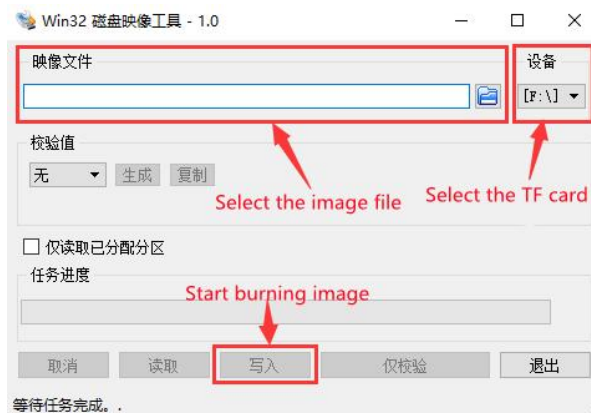 Win32 磁盘映像工具 - 1.0
映像文件
设备
[F:\]
校验值
无
生成
复制
Select the image file
Select the TF card
仅读取已分配分区
任务进度
Start burning image
取消
读取
写入
仅校验
退出
等待任务完成。.